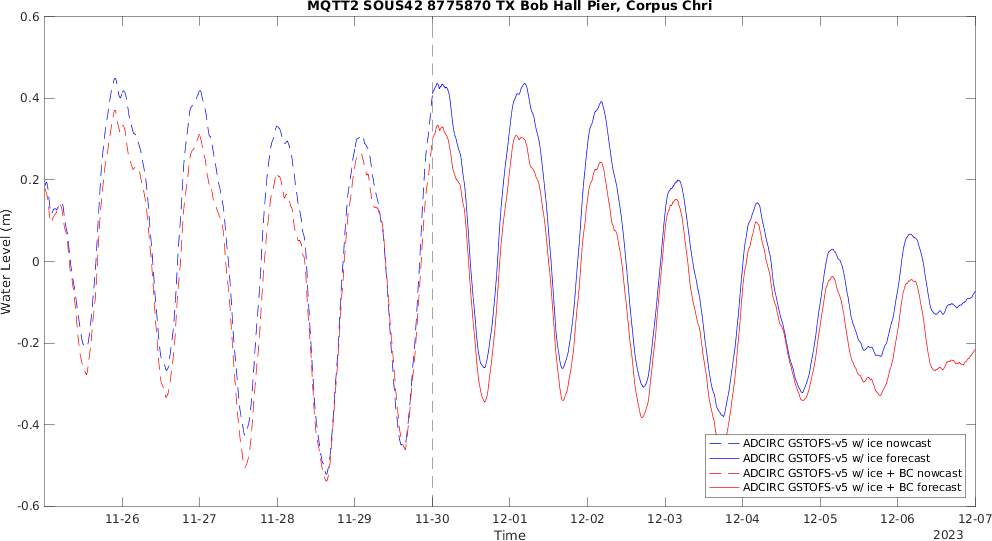 MQTT2 SOUS42 8775870 TX Bob Hall Pier, Corpus Chri
0.6
0.4
0.2
0
-0.2
-0.4
-0.6
Water Level (m)
ADCIRC GSTOFS-v5 w/ ice nowcast
ADCIRC GSTOFS-v5 w/ ice forecast
ADCIRC GSTOFS-v5 w/ ice + BC nowcast
ADCIRC GSTOFS-v5 w/ ice + BC forecast
11-26 11-27 11-28 11-29 11-30 12-01 12-02 12-03 12-04 12-05 12-06 12-07
Time
2023